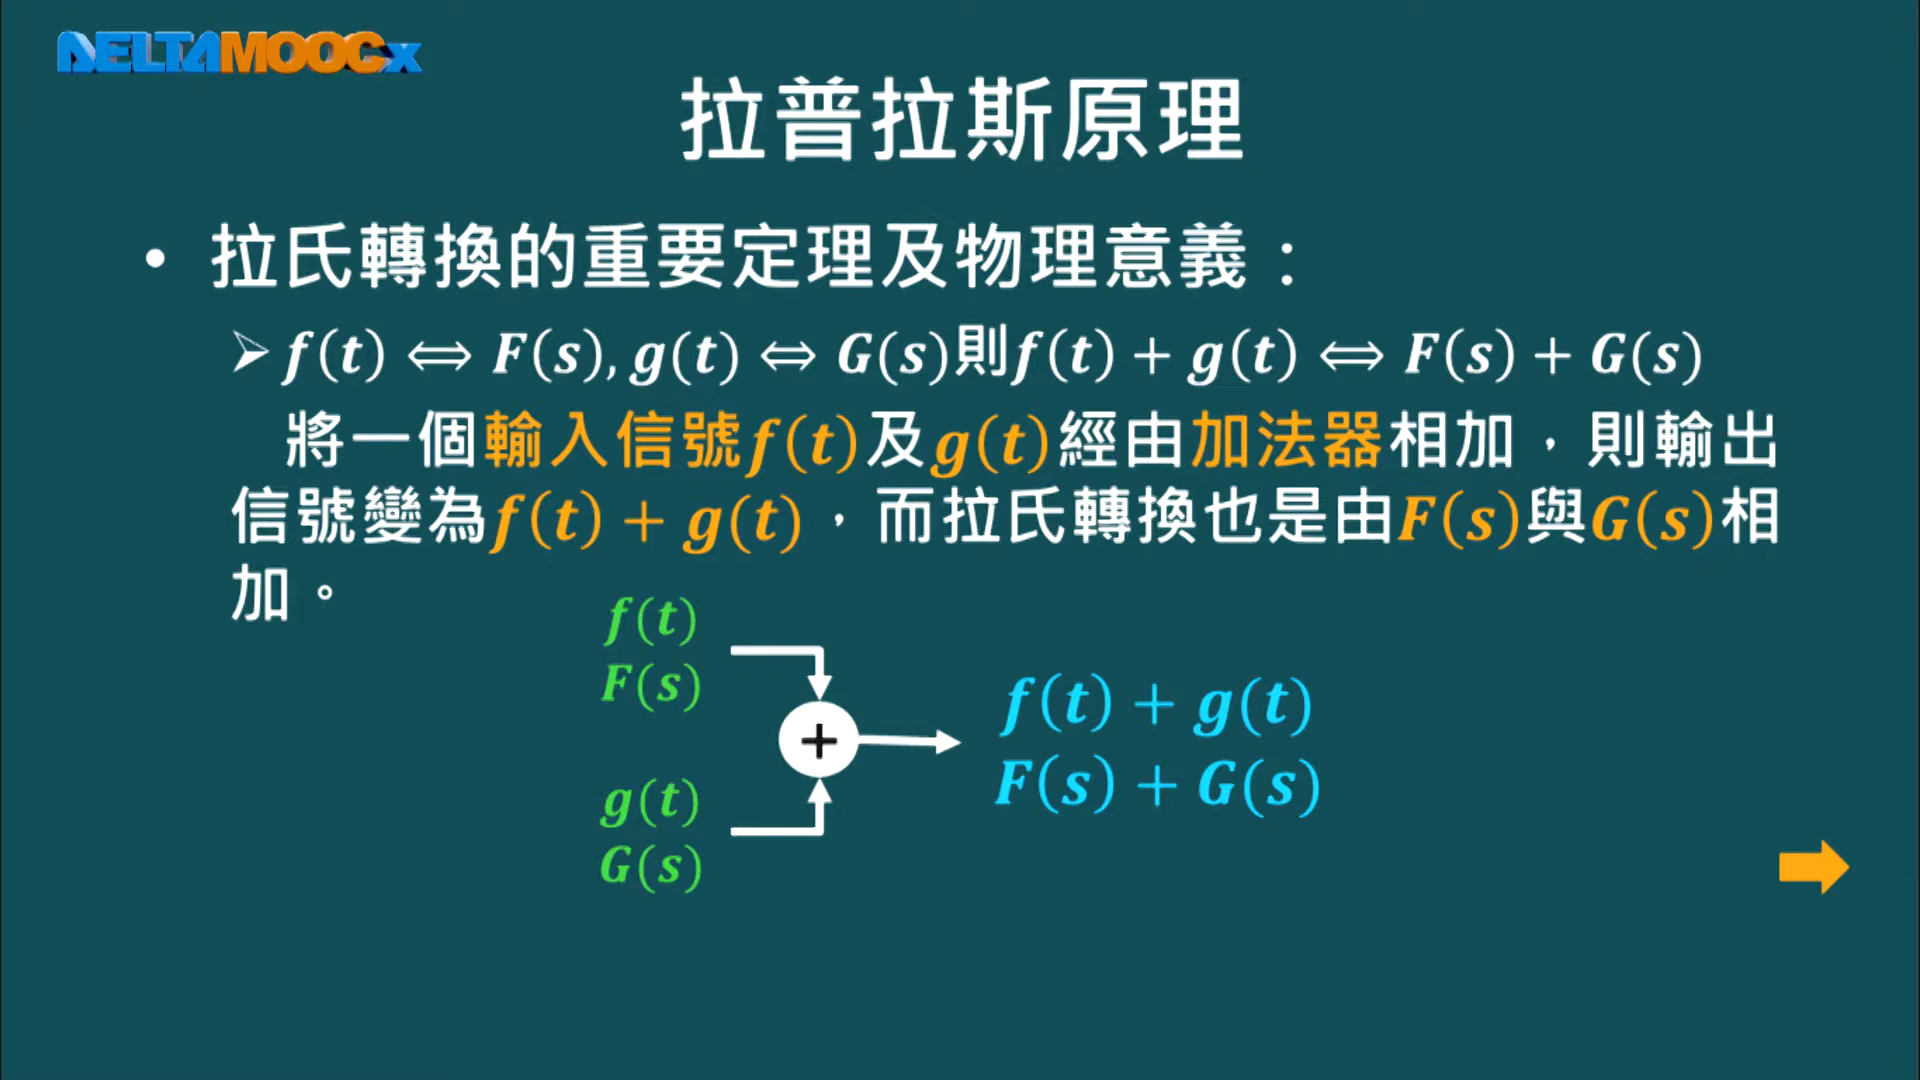 DELTAMOOCx
拉普拉斯原理
• 拉氏轉換的重要定理及物理意義：
➢ f(t) ⟺ F(s), g(t) ⟺ G(s)則f(t) + g(t) ⟺ F(s) + G(s)
將一個輸入信號f(t)及g(t)經由加法器相加，則輸出
信號變為f(t) + g(t)，而拉氏轉換也是由F(s)與G(s)相
加。
f(t)
F(s)
+
g(t)
G(s)
f(t) + g(t)
F(s) + G(s)